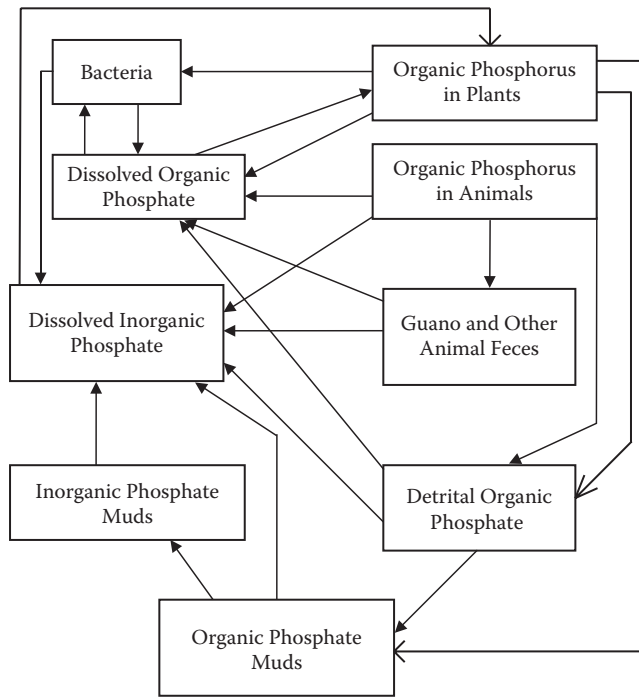 Bacteria
Organic Phosphorus
in Plants
Dissolved Organic
Phosphate
Organic Phosphorus
in Animals
Dissolved Inorganic
Phosphate
Guano and Other
Animal Feces
Inorganic Phosphate
Muds
Detrital Organic
Phosphate
Organic Phosphate
Muds